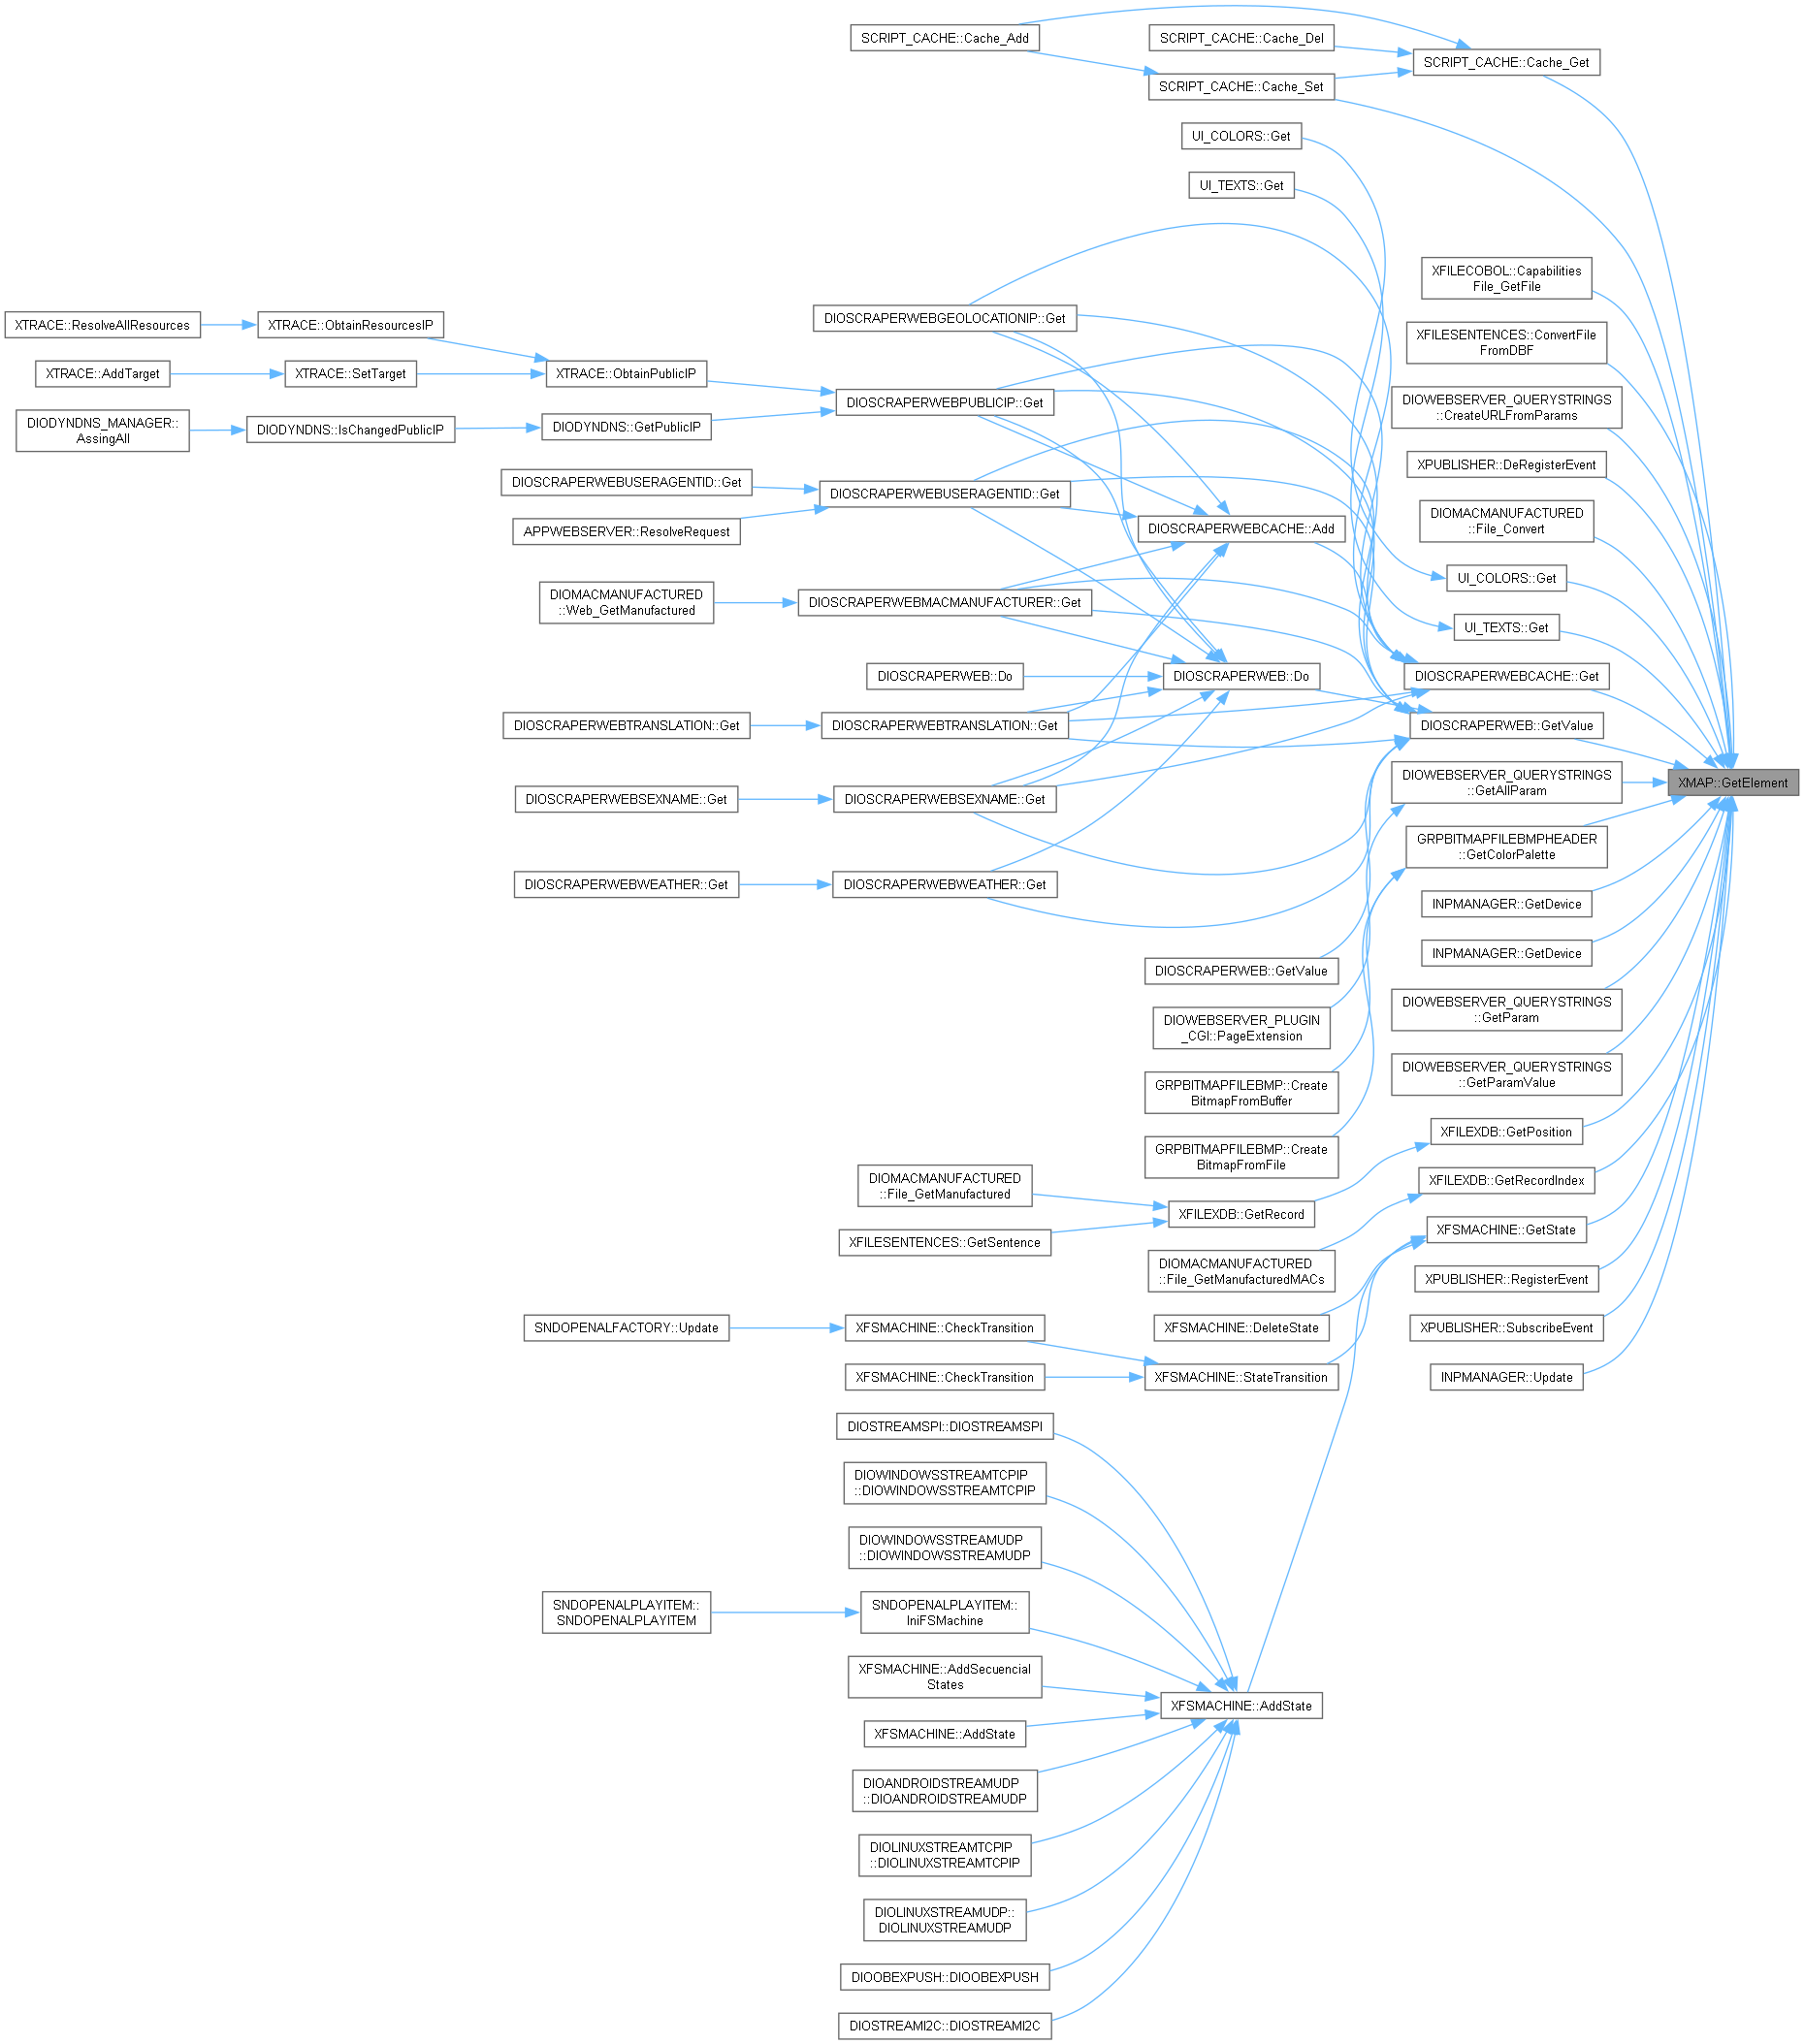 SCRIPT_CACHE::Cache_Add
SCRIPT_CACHE::Cache_Del
SCRIPT_CACHE::Cache_Get
SCRIPT_CACHE::Cache_Set
UI_COLORS::Get
UI_TEXTS::Get
XFILECOBOL::Capabilities
File_GetFile
DIOSCRAPERWEBGEOLOCATIONIP::Get
XTRACE::ResolveAllResources
XTRACE::ObtainResourcesIP
XFILESENTENCES::ConvertFile
FromDBF
XTRACE::AddTarget
XTRACE::SetTarget
XTRACE::ObtainPublicIP
DIOSCRAPERWEBPUBLICIP::Get
DIOWEBSERVER_QUERYSTRINGS
::CreateURLFromParams
DIODYNDNS_MANAGER::
AssingAll
DIODYNDNS::IsChangedPublicIP
DIODYNDNS::GetPublicIP
XPUBLISHER::DeRegisterEvent
DIOSCRAPERWEBUSERAGENTID::Get
DIOSCRAPERWEBUSERAGENTID::Get
APPWEBSERVER::ResolveRequest
DIOSCRAPERWEBCACHE::Add
DIOMACMANUFACTURED
::File_Convert
UI_COLORS::Get
DIOMACMANUFACTURED
::Web_GetManufactured
DIOSCRAPERWEBMACMANUFACTURER::Get
UI_TEXTS::Get
DIOSCRAPERWEB::Do
DIOSCRAPERWEB::Do
DIOSCRAPERWEBCACHE::Get
DIOSCRAPERWEBTRANSLATION::Get
DIOSCRAPERWEBTRANSLATION::Get
DIOSCRAPERWEB::GetValue
XMAP::GetElement
DIOWEBSERVER_QUERYSTRINGS
::GetAllParam
DIOSCRAPERWEBSEXNAME::Get
DIOSCRAPERWEBSEXNAME::Get
GRPBITMAPFILEBMPHEADER
::GetColorPalette
DIOSCRAPERWEBWEATHER::Get
DIOSCRAPERWEBWEATHER::Get
INPMANAGER::GetDevice
INPMANAGER::GetDevice
DIOSCRAPERWEB::GetValue
DIOWEBSERVER_QUERYSTRINGS
::GetParam
DIOWEBSERVER_PLUGIN
_CGI::PageExtension
DIOWEBSERVER_QUERYSTRINGS
::GetParamValue
GRPBITMAPFILEBMP::Create
BitmapFromBuffer
XFILEXDB::GetPosition
GRPBITMAPFILEBMP::Create
BitmapFromFile
XFILEXDB::GetRecordIndex
DIOMACMANUFACTURED
::File_GetManufactured
XFILEXDB::GetRecord
XFILESENTENCES::GetSentence
XFSMACHINE::GetState
DIOMACMANUFACTURED
::File_GetManufacturedMACs
XPUBLISHER::RegisterEvent
SNDOPENALFACTORY::Update
XFSMACHINE::CheckTransition
XFSMACHINE::DeleteState
XPUBLISHER::SubscribeEvent
XFSMACHINE::CheckTransition
XFSMACHINE::StateTransition
INPMANAGER::Update
DIOSTREAMSPI::DIOSTREAMSPI
DIOWINDOWSSTREAMTCPIP
::DIOWINDOWSSTREAMTCPIP
DIOWINDOWSSTREAMUDP
::DIOWINDOWSSTREAMUDP
SNDOPENALPLAYITEM::
SNDOPENALPLAYITEM
SNDOPENALPLAYITEM::
IniFSMachine
XFSMACHINE::AddSecuencial
States
XFSMACHINE::AddState
XFSMACHINE::AddState
DIOANDROIDSTREAMUDP
::DIOANDROIDSTREAMUDP
DIOLINUXSTREAMTCPIP
::DIOLINUXSTREAMTCPIP
DIOLINUXSTREAMUDP::
DIOLINUXSTREAMUDP
DIOOBEXPUSH::DIOOBEXPUSH
DIOSTREAMI2C::DIOSTREAMI2C